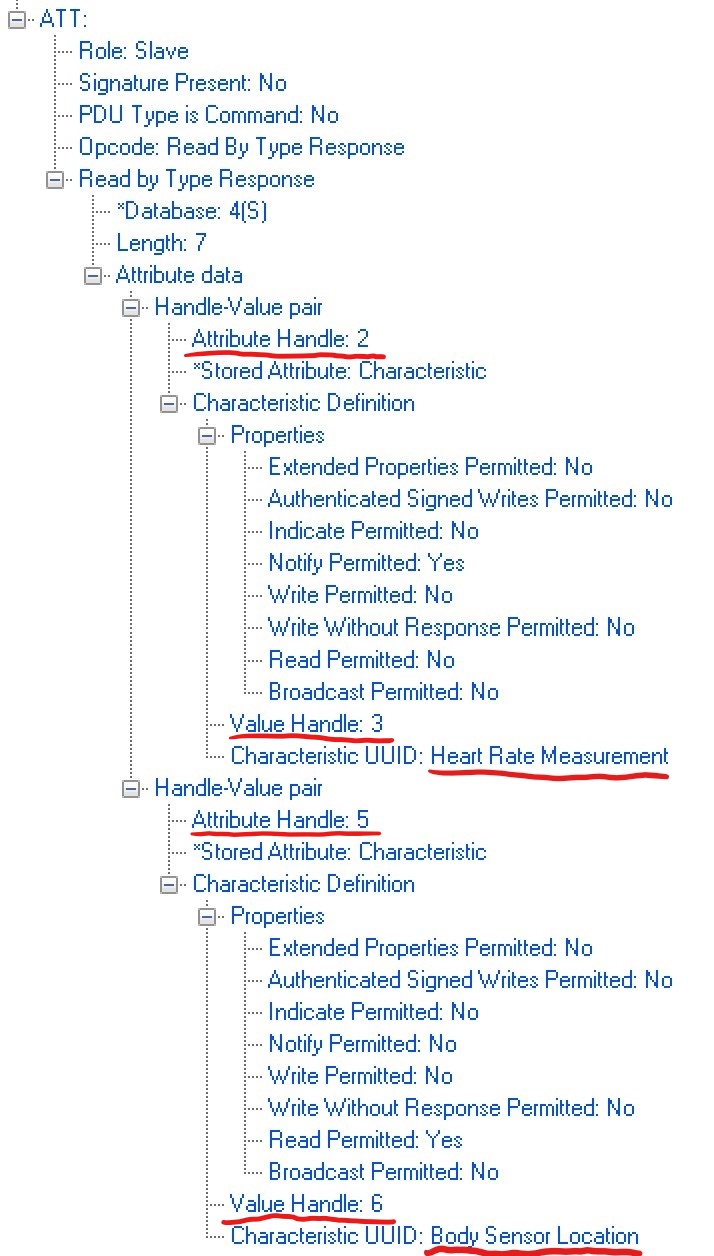 ATT:
Role: Slave
Signature Present: No
PDU Type is Command: No
Opcode: Read By Type Response
Read by Type Response
*Database: 4(S)
Length: 7
Attribute data
Handle-Value pair
Attribute Handle: 2
*Stored Attribute: Characteristic
Characteristic Definition
Properties
Extended Properties Permitted: No
Authenticated Signed Writes Permitted: No
Indicate Permitted: No
Notify Permitted: Yes
Write Permitted: No
Write Without Response Permitted: No
Read Permitted: No
Broadcast Permitted: No
Value Handle: 3
Characteristic UUID: Heart Rate Measurement
Handle-Value pair
Attribute Handle: 5
*Stored Attribute: Characteristic
Characteristic Definition
Properties
Extended Properties Permitted: No
Authenticated Signed Writes Permitted: No
Indicate Permitted: No
Notify Permitted: No
Write Permitted: No
Write Without Response Permitted: No
Read Permitted: Yes
Broadcast Permitted: No
Value Handle: 6
Characteristic UUID: Body Sensor Location